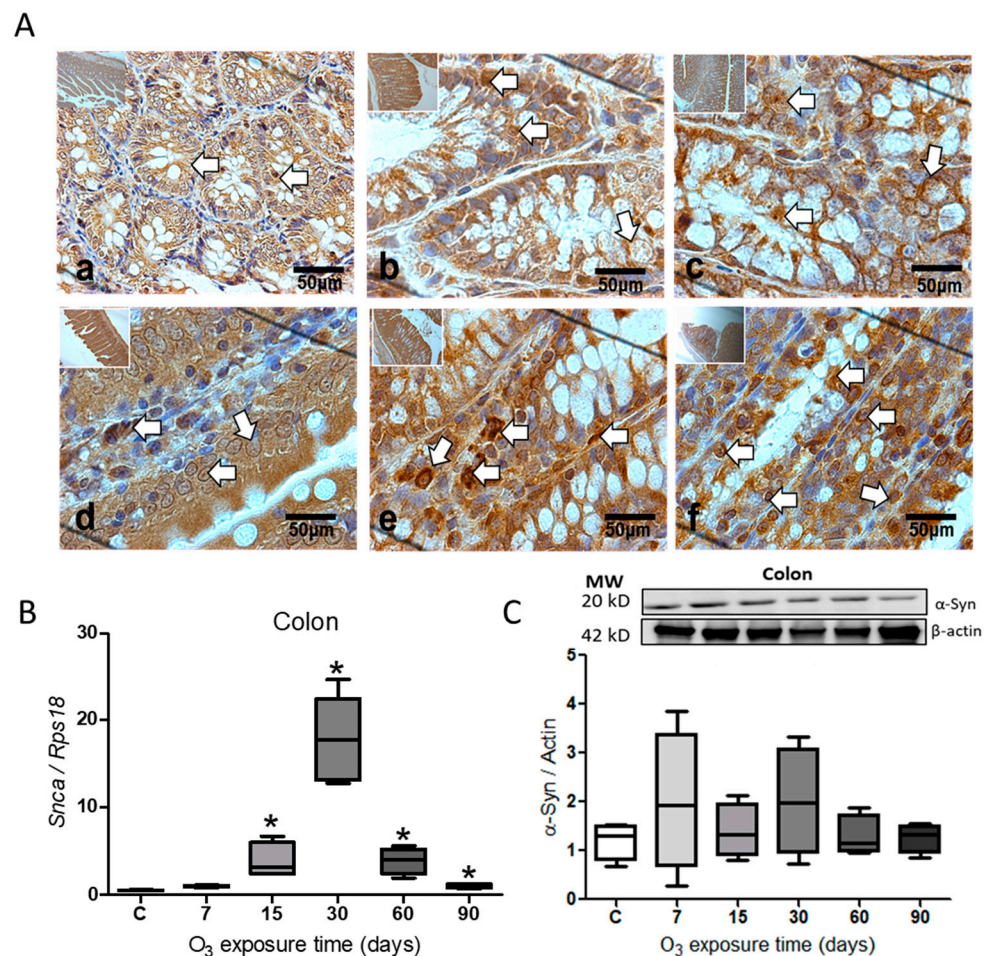 A
a
50µm
b
50µm
c
50µm
d
50µm
e
50µm
f
50µm
B
Colon
Snca / Rps18
30
20
10
0
*
*
*
*
C 7 15 30 60 90
O3 exposure time (days)
C
MW
Colon
20 kD
α-Syn
42 kD
β-actin
α-Syn / Actin
5
4
3
2
1
0
C 7 15 30 60 90
O3 exposure time (days)